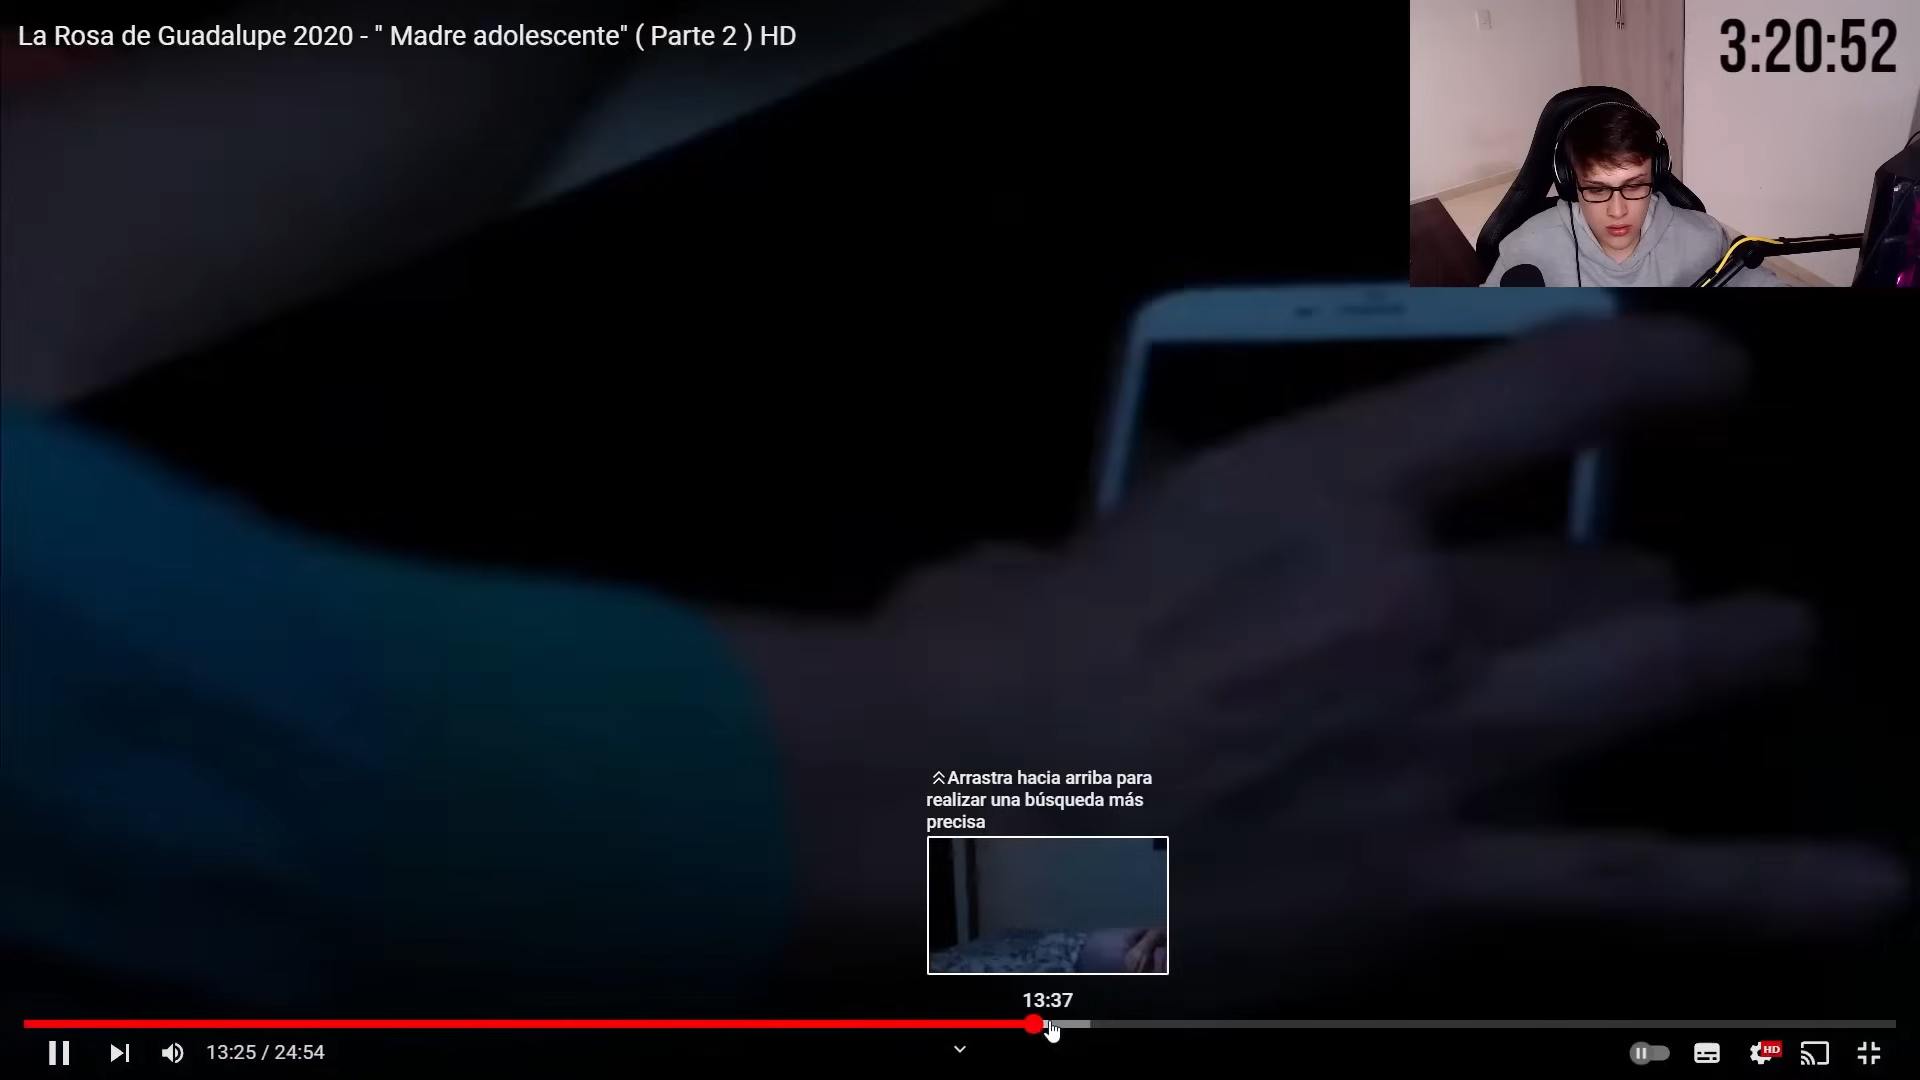 La Rosa de Guadalupe 2020 - " Madre adolescente" ( Parte 2 ) HD
3:20:52
Arrastra hacia arriba para
realizar una búsqueda más
precisa
13:37
13:25 / 24:54
HD